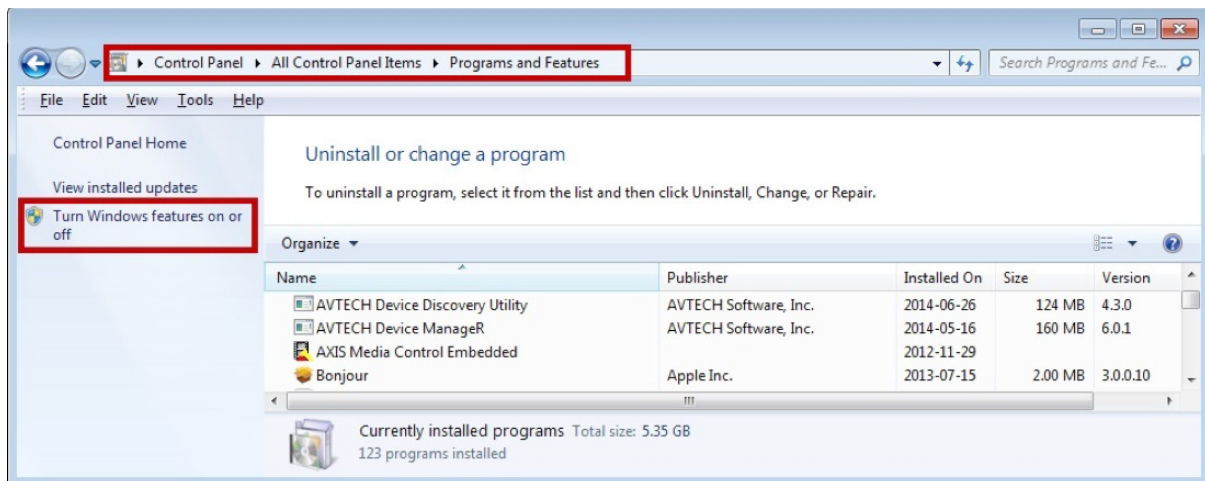 Control Panel ▸ All Control Panel Items ▸ Programs and Features
Search Programs and Fe...
File Edit View Tools Help
Control Panel Home
View installed updates
Turn Windows features on or
off
Uninstall or change a program
To uninstall a program, select it from the list and then click Uninstall, Change, or Repair.
Organize
Name Publisher Installed On Size Version
AVTECH Device Discovery Utility AVTECH Software, Inc. 2014-06-26 124 MB 4.3.0
AVTECH Device ManageR AVTECH Software, Inc. 2014-05-16 160 MB 6.0.1
AXIS Media Control Embedded 2012-11-29
Bonjour Apple Inc. 2013-07-15 2.00 MB 3.0.0.10
Currently installed programs Total size: 5.35 GB
123 programs installed